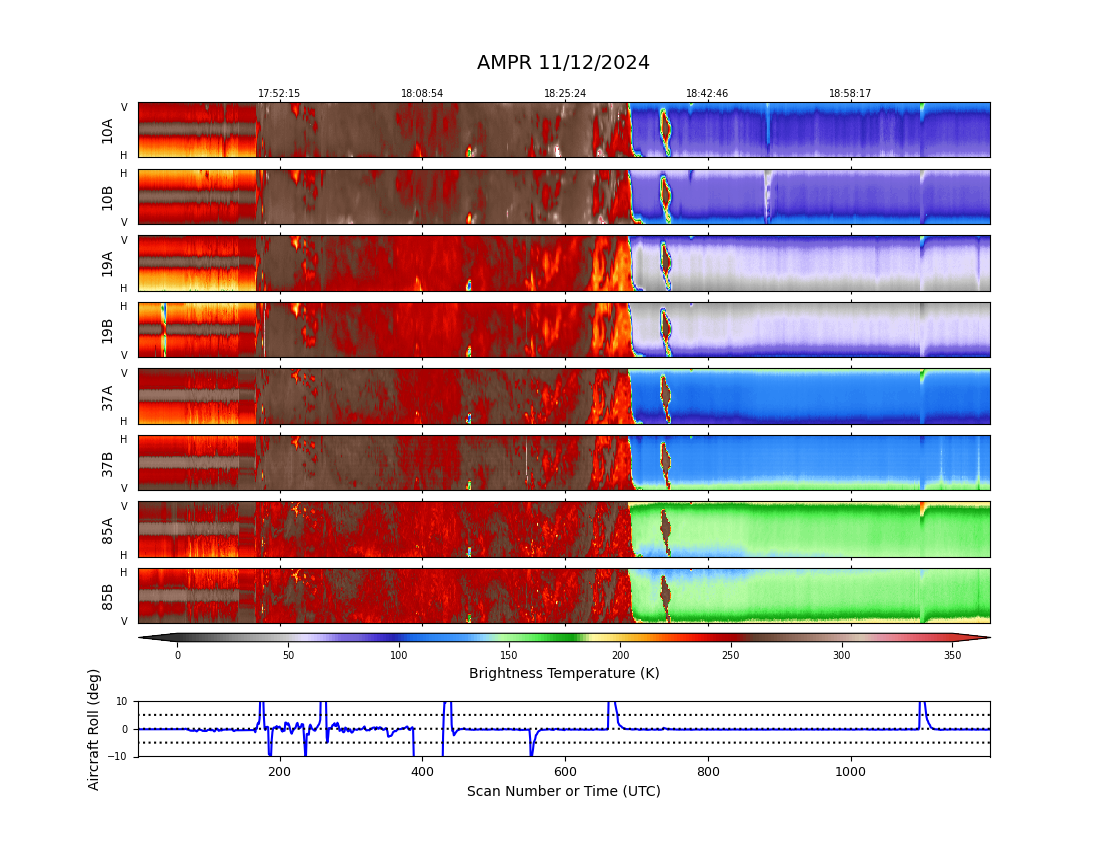 AMPR 11/12/2024
17:52:15 18:08:54 18:25:24 18:42:46 18:58:17
V
10A
H
H
10B
V
V
19A
H
H
19B
V
V
37A
H
H
37B
V
V
85A
H
H
85B
V
0 50 100 150 200 250 300 350
Brightness Temperature (K)
Aircraft Roll (deg)
10
0
−10
200 400 600 800 1000
Scan Number or Time (UTC)